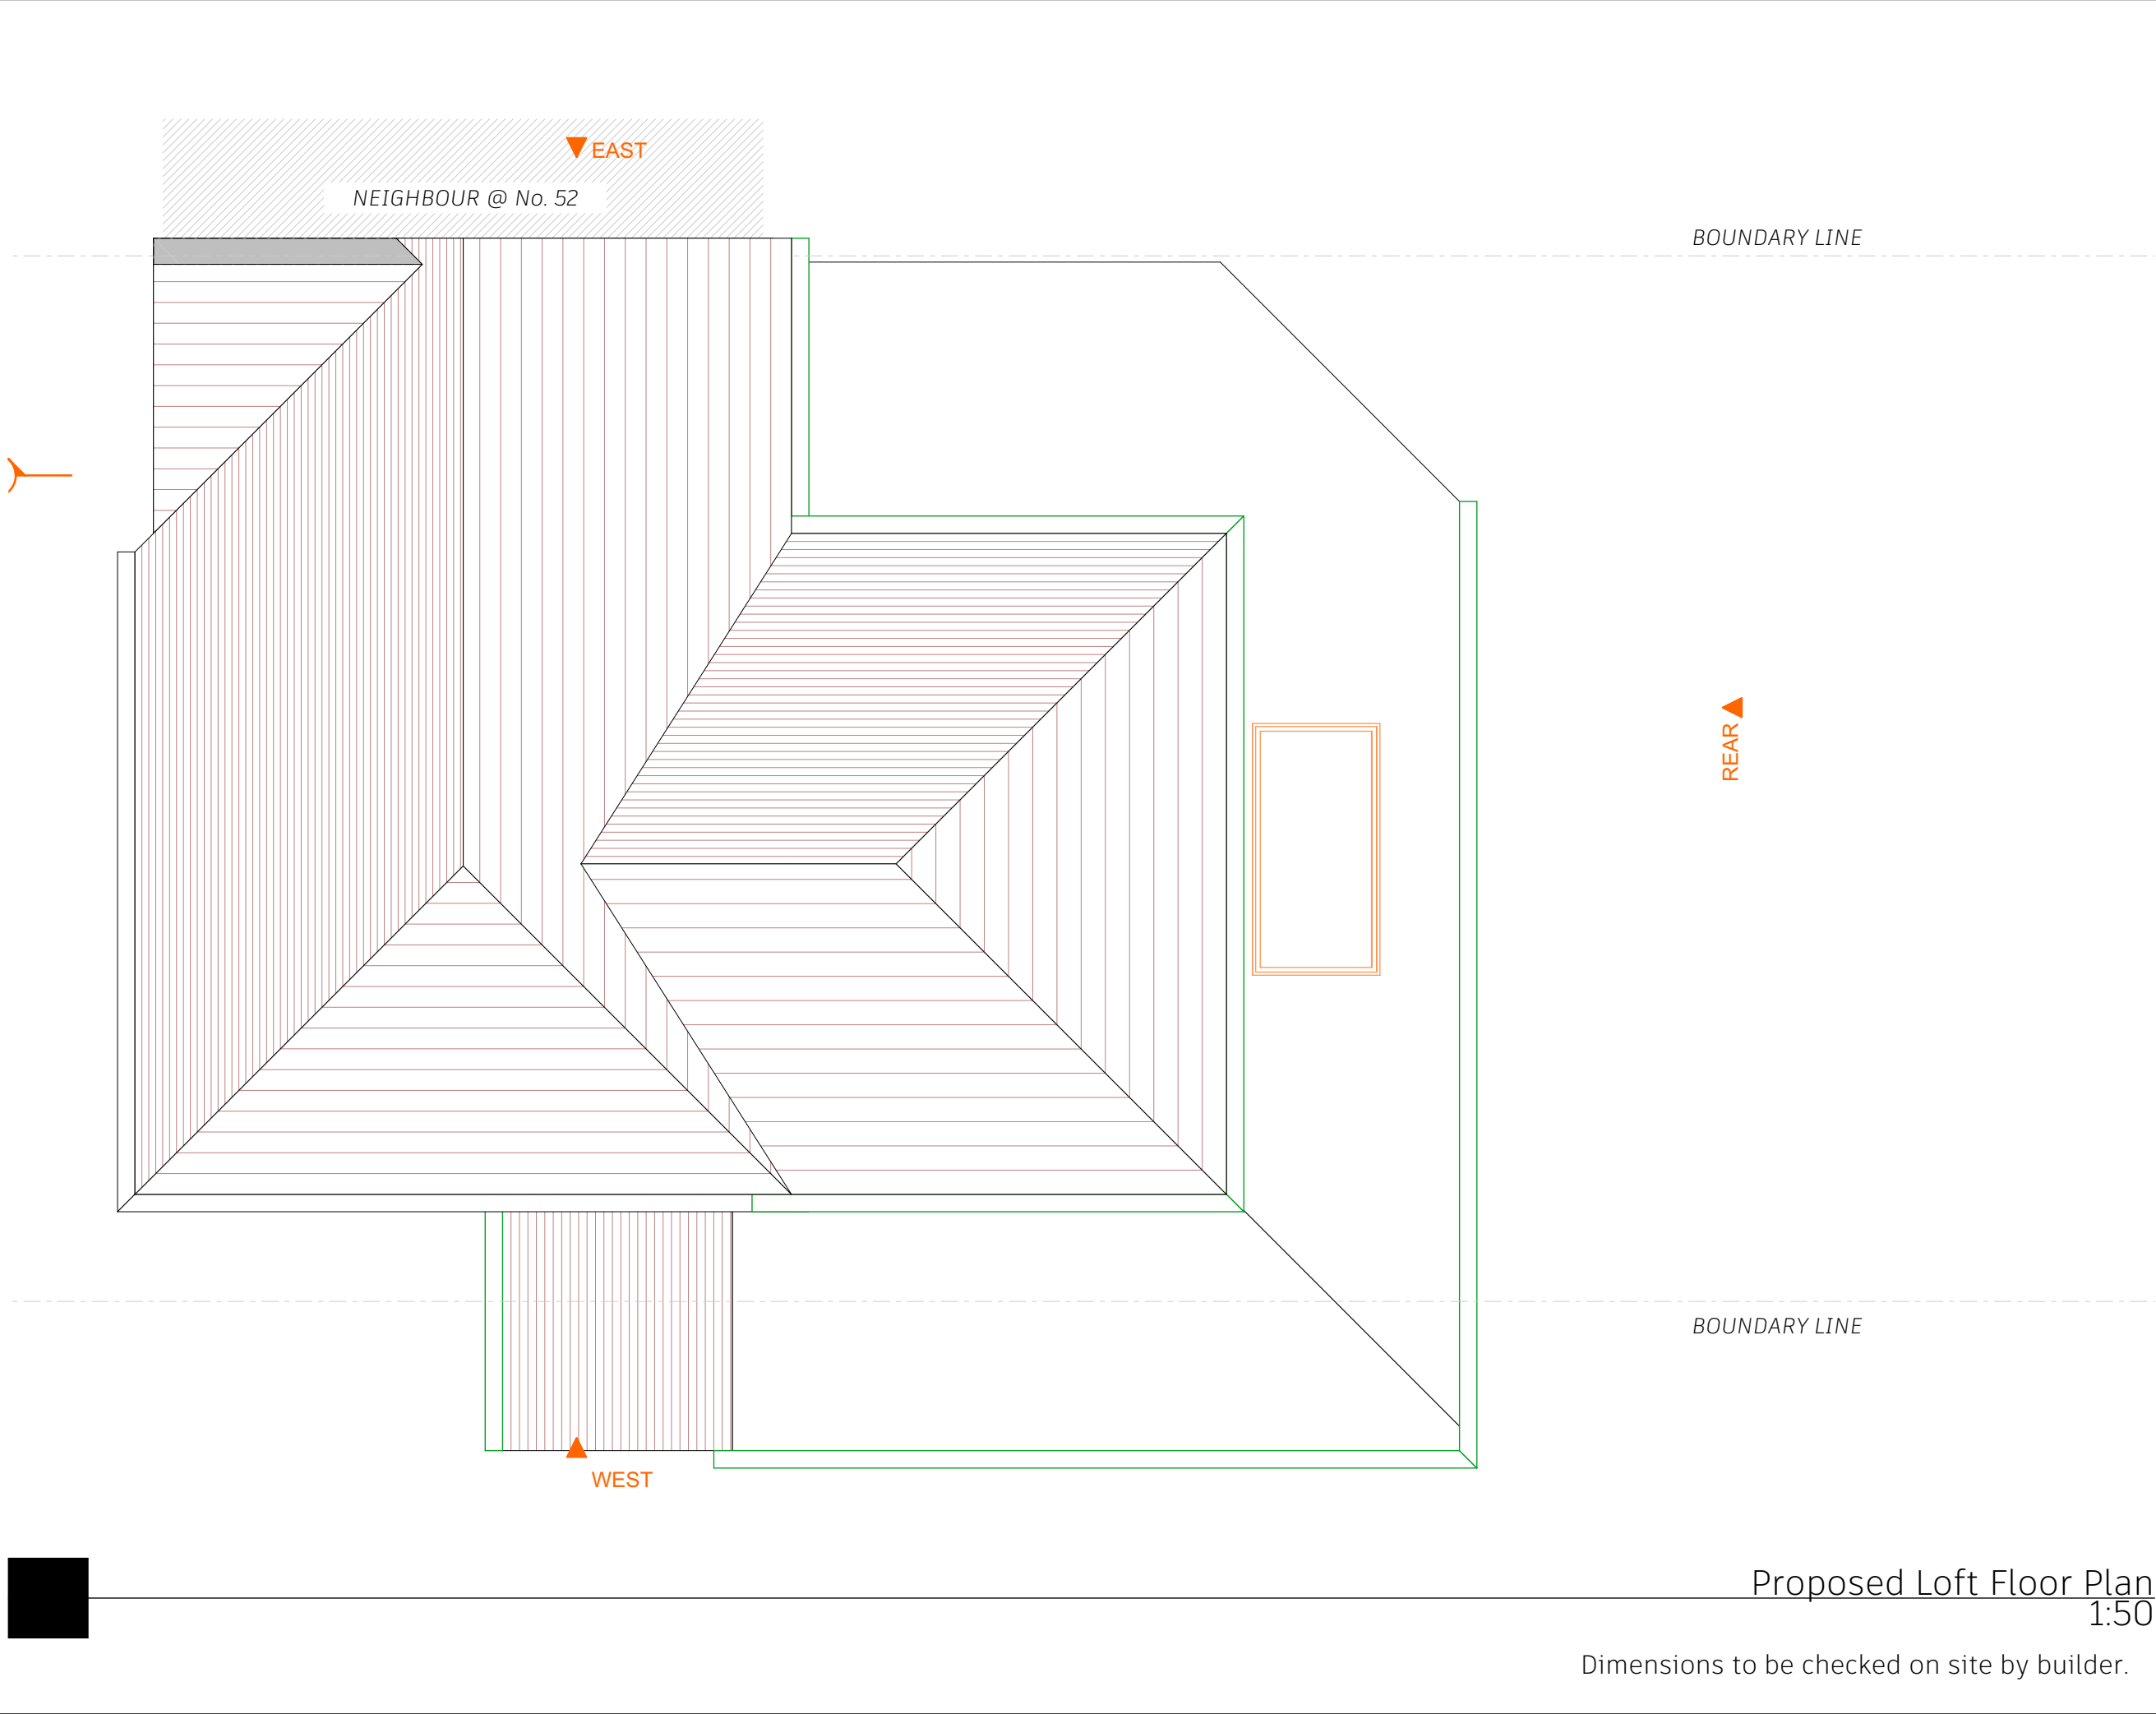 EAST
NEIGHBOUR @ No. 52
BOUNDARY LINE
REAR
BOUNDARY LINE
WEST
Proposed Loft Floor Plan
1:50
Dimensions to be checked on site by builder.